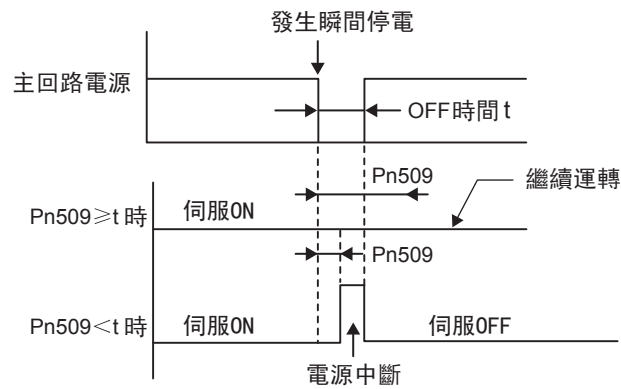 發生瞬間停電
主回路電源
OFF時間 t
Pn509
繼續運轉
Pn509≥t 時
伺服ON
Pn509
Pn509<t 時
伺服ON
伺服OFF
電源中斷